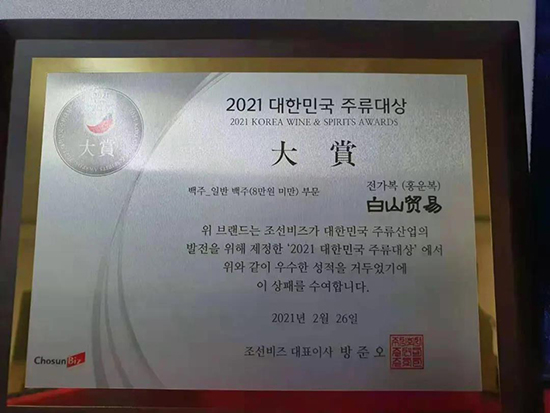 大賞
2021 대한민국 주류대상
2021 KOREA WINE & SPIRITS AWARDS
大 賞
백주_일반 백주(8만원 미만) 부문
전가복 (홍운복)
白山贸易
위 브랜드는 조선비즈가 대한민국 주류산업의
발전을 위해 제정한 '2021 대한민국 주류대상' 에서
위와 같이 우수한 성적을 거두었기에
이 상패를 수여합니다.
2021년 2월 26일
조선비즈 대표이사 방 준 오
ChosunBiz